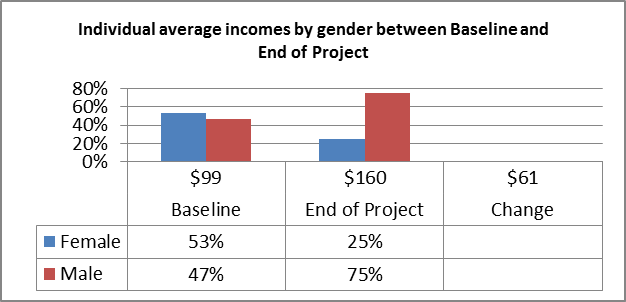 Individual average incomes by gender between Baseline and
End of Project
80%
60%
40%
20%
0%
$99 $160 $61
Baseline End of Project Change
Female 53% 25%
Male 47% 75%